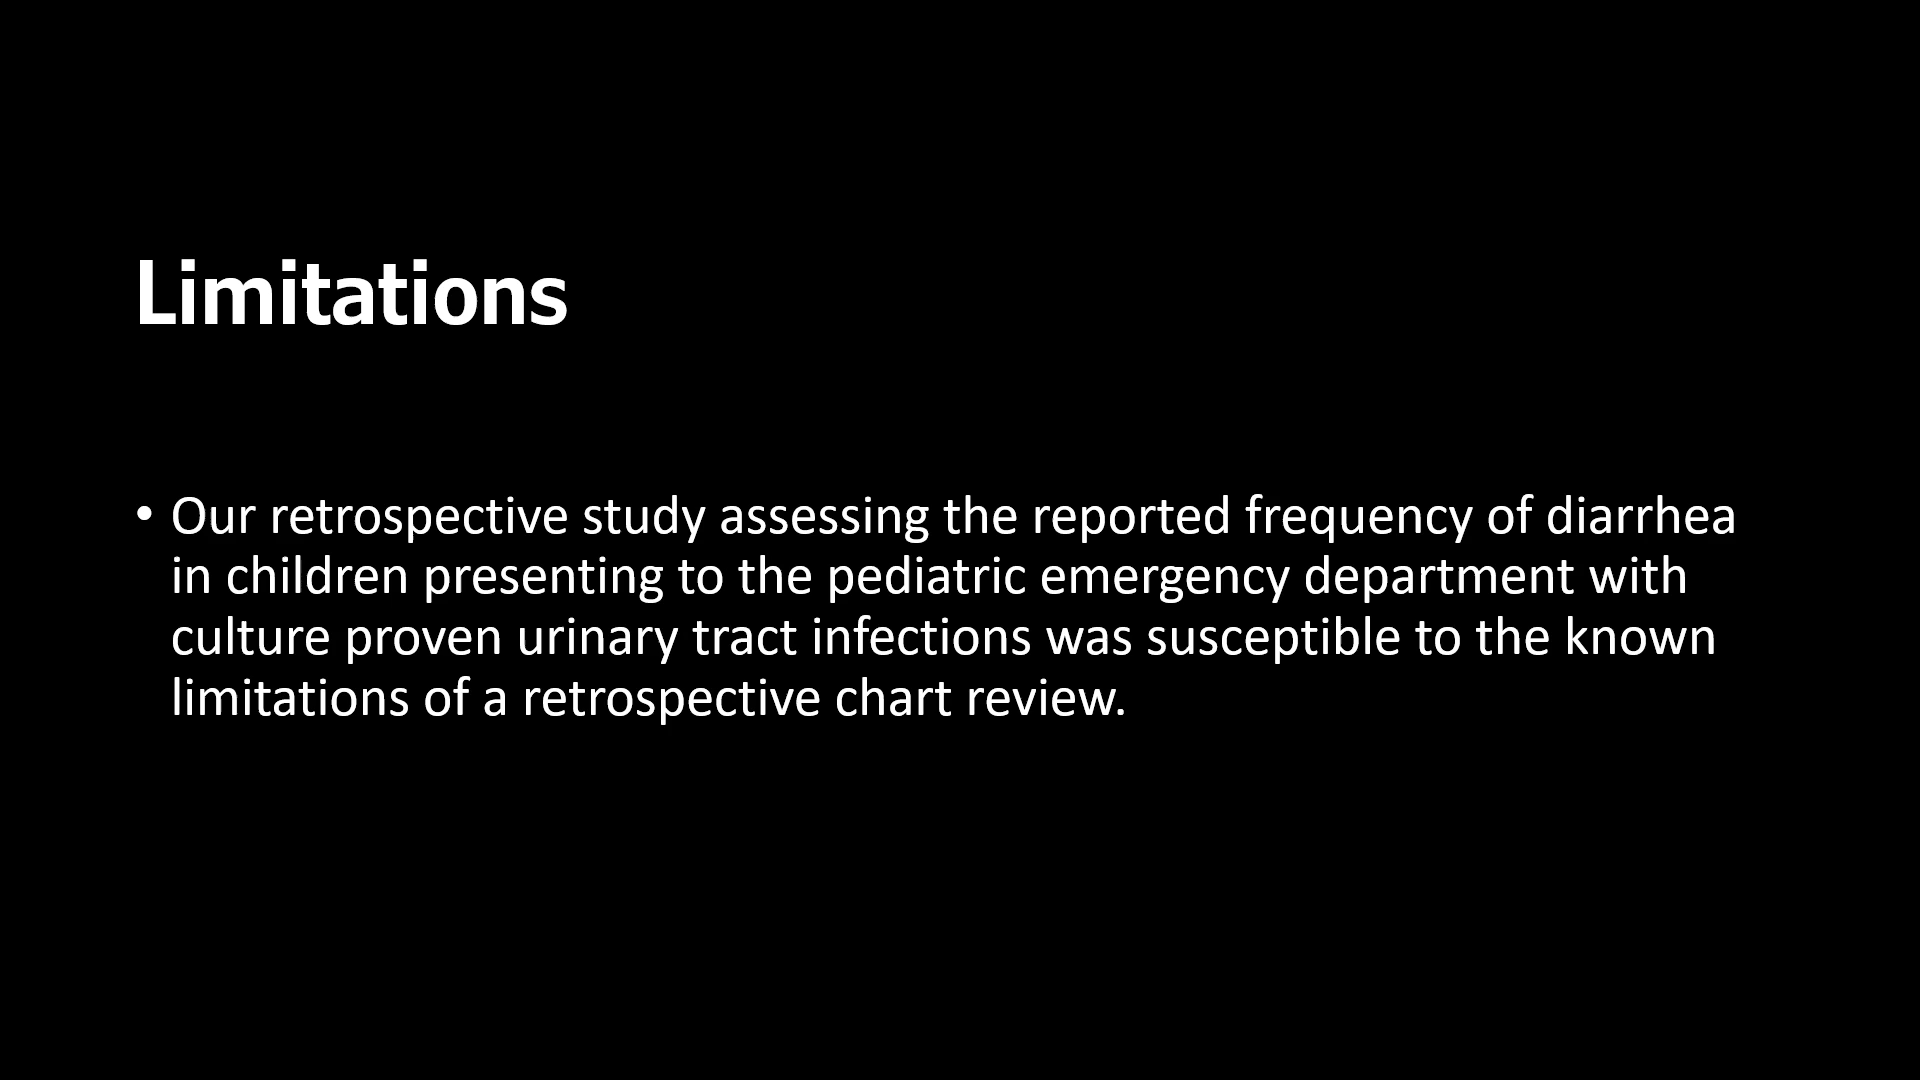 Limitations
• Our retrospective study assessing the reported frequency of diarrhea
in children presenting to the pediatric emergency department with
culture proven urinary tract infections was susceptible to the known
limitations of a retrospective chart review.